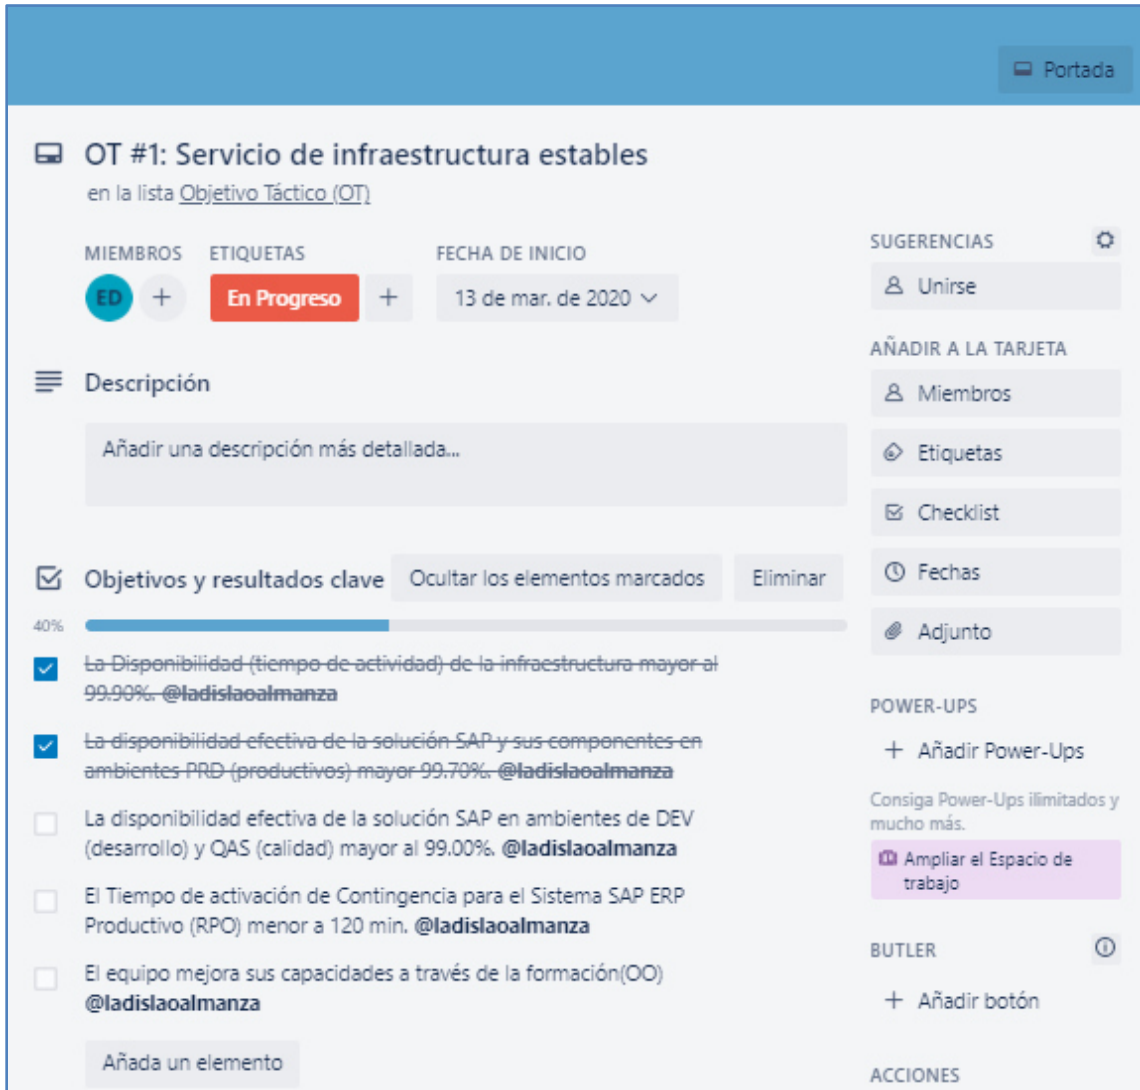 Portada
OT #1: Servicio de infraestructura estables
en la lista Objetivo Táctico (OT)
MIEMBROS
ETIQUETAS
FECHA DE INICIO
ED
+
En Progreso
+
13 de mar. de 2020
Descripción
Añadir una descripción más detallada...
Objetivos y resultados clave
Ocultar los elementos marcados
Eliminar
40%
La Disponibilidad (tiempo de actividad) de la infraestructura mayor al
99.90%. @ladislaoalmanza
La disponibilidad efectiva de la solución SAP y sus componentes en
ambientes PRD (productivos) mayor 99.70%. @ladislaoalmanza
La disponibilidad efectiva de la solución SAP en ambientes de DEV
(desarrollo) y QAS (calidad) mayor al 99.00%. @ladislaoalmanza
El Tiempo de activación de Contingencia para el Sistema SAP ERP
Productivo (RPO) menor a 120 min. @ladislaoalmanza
El equipo mejora sus capacidades a través de la formación(OO)
@ladislaoalmanza
Añada un elemento
SUGERENCIAS
Unirse
AÑADIR A LA TARJETA
Miembros
Etiquetas
Checklist
Fechas
Adjunto
POWER-UPS
+ Añadir Power-Ups
Consiga Power-Ups ilimitados y
mucho más.
Ampliar el Espacio de
trabajo
BUTLER
+ Añadir botón
ACCIONES